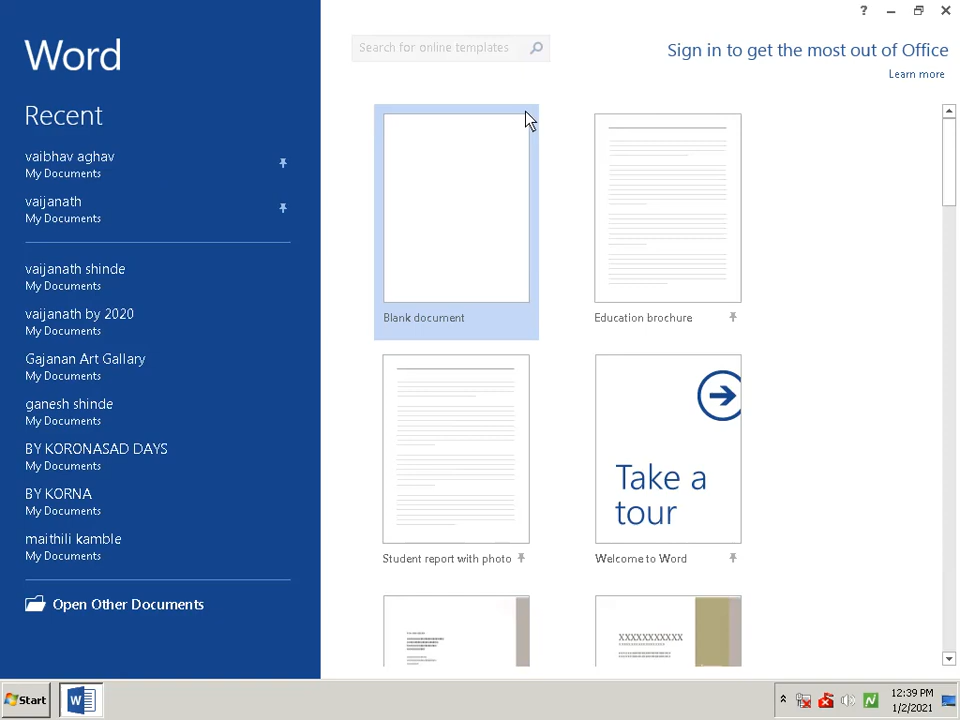 Word
Recent
vaibhav aghav
My Documents
vaijanath
My Documents
vaijanath shinde
My Documents
vaijanath by 2020
My Documents
Gajanan Art Gallary
My Documents
ganesh shinde
My Documents
BY KORONASAD DAYS
My Documents
BY KORNA
My Documents
maithili kamble
My Documents
Open Other Documents
?
Search for online templates
Sign in to get the most out of Office
Learn more
Blank document
Education brochure
Student report with photo
Take a
tour
Welcome to Word
XXXXXXXXXXX
Start
12:39 PM
1/2/2021